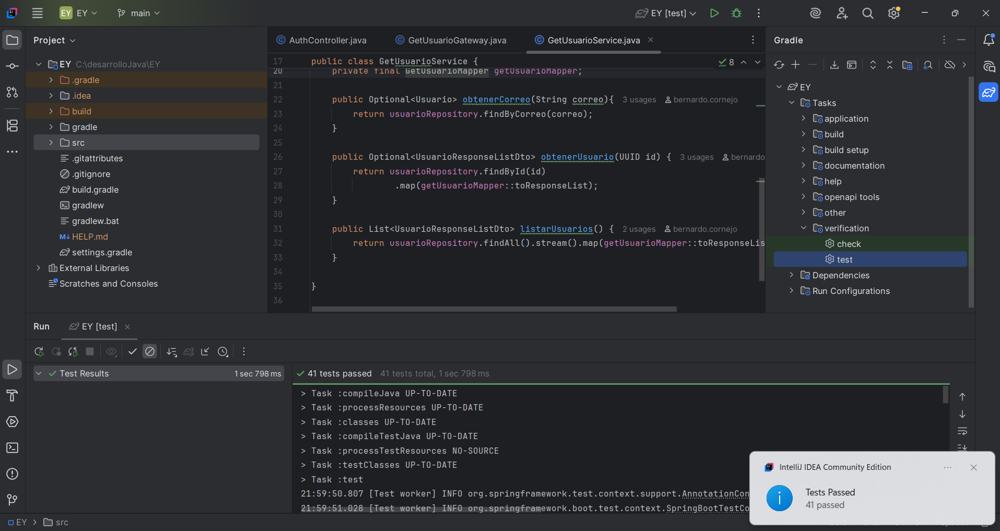 EY EY main EY [test]
Project
EY C:\desarrolloJava\EY
.gradle
.idea
build
gradle
src
.gitattributes
.gitignore
build.gradle
gradlew
gradlew.bat
M↓ HELP.md
settings.gradle
External Libraries
Scratches and Consoles
AuthController.java GetUsuarioGateway.java GetUsuarioService.java
8
17 public class GetUsuarioService {
20 private final GetUsuarioMapper getUsuarioMapper;
21
22 public Optional<Usuario> obtenerCorreo(String correo){ 3 usages bernardo.cornejo
23 return usuarioRepository.findByCorreo(correo);
24 }
25
26 public Optional<UsuarioResponseListDto> obtenerUsuario(UUID id) { 3 usages bernardo
27 return usuarioRepository.findById(id)
28 .map(getUsuarioMapper::toResponseList);
29 }
30
31 public List<UsuarioResponseListDto> listarUsuarios() { 2 usages bernardo.cornejo
32 return usuarioRepository.findAll().stream().map(getUsuarioMapper::toResponseLis
33 }
34
35 }
36
Gradle
EY
Tasks
application
build
build setup
documentation
help
openapi tools
other
verification
check
test
Dependencies
Run Configurations
Run EY [test]
Test Results 1 sec 798 ms
41 tests passed 41 tests total, 1 sec 798 ms
> Task :compileJava UP-TO-DATE
> Task :processResources UP-TO-DATE
> Task :classes UP-TO-DATE
> Task :compileTestJava UP-TO-DATE
> Task :processTestResources NO-SOURCE
> Task :testClasses UP-TO-DATE
> Task :test
21:59:50.807 [Test worker] INFO org.springframework.test.context.support.AnnotationCon
21:59:51.028 [Test worker] INFO org.springframework.boot.test.context.SpringBootTestCo
IntelliJ IDEA Community Edition
Tests Passed
41 passed
EY src